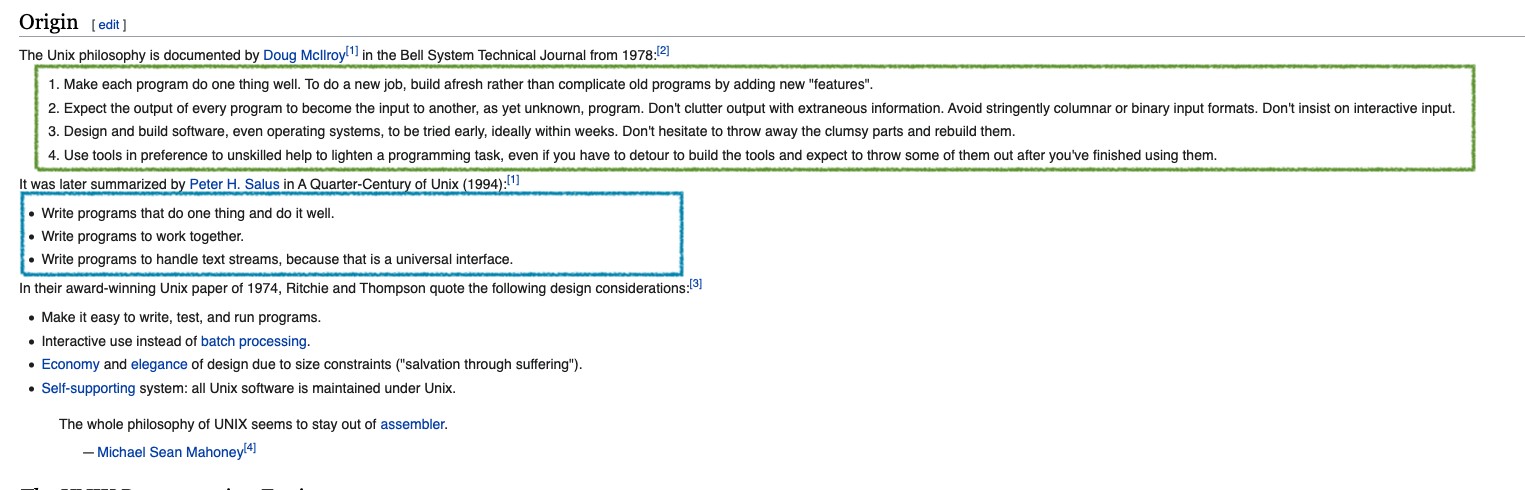 Origin [ edit ]
The Unix philosophy is documented by Doug McIlroy[1] in the Bell System Technical Journal from 1978:[2]
1. Make each program do one thing well. To do a new job, build afresh rather than complicate old programs by adding new "features".
2. Expect the output of every program to become the input to another, as yet unknown, program. Don't clutter output with extraneous information. Avoid stringently columnar or binary input formats. Don't insist on interactive input.
3. Design and build software, even operating systems, to be tried early, ideally within weeks. Don't hesitate to throw away the clumsy parts and rebuild them.
4. Use tools in preference to unskilled help to lighten a programming task, even if you have to detour to build the tools and expect to throw some of them out after you've finished using them.
It was later summarized by Peter H. Salus in A Quarter-Century of Unix (1994):[1]
• Write programs that do one thing and do it well.
• Write programs to work together.
• Write programs to handle text streams, because that is a universal interface.
In their award-winning Unix paper of 1974, Ritchie and Thompson quote the following design considerations:[3]
• Make it easy to write, test, and run programs.
• Interactive use instead of batch processing.
• Economy and elegance of design due to size constraints ("salvation through suffering").
• Self-supporting system: all Unix software is maintained under Unix.
The whole philosophy of UNIX seems to stay out of assembler.
— Michael Sean Mahoney[4]